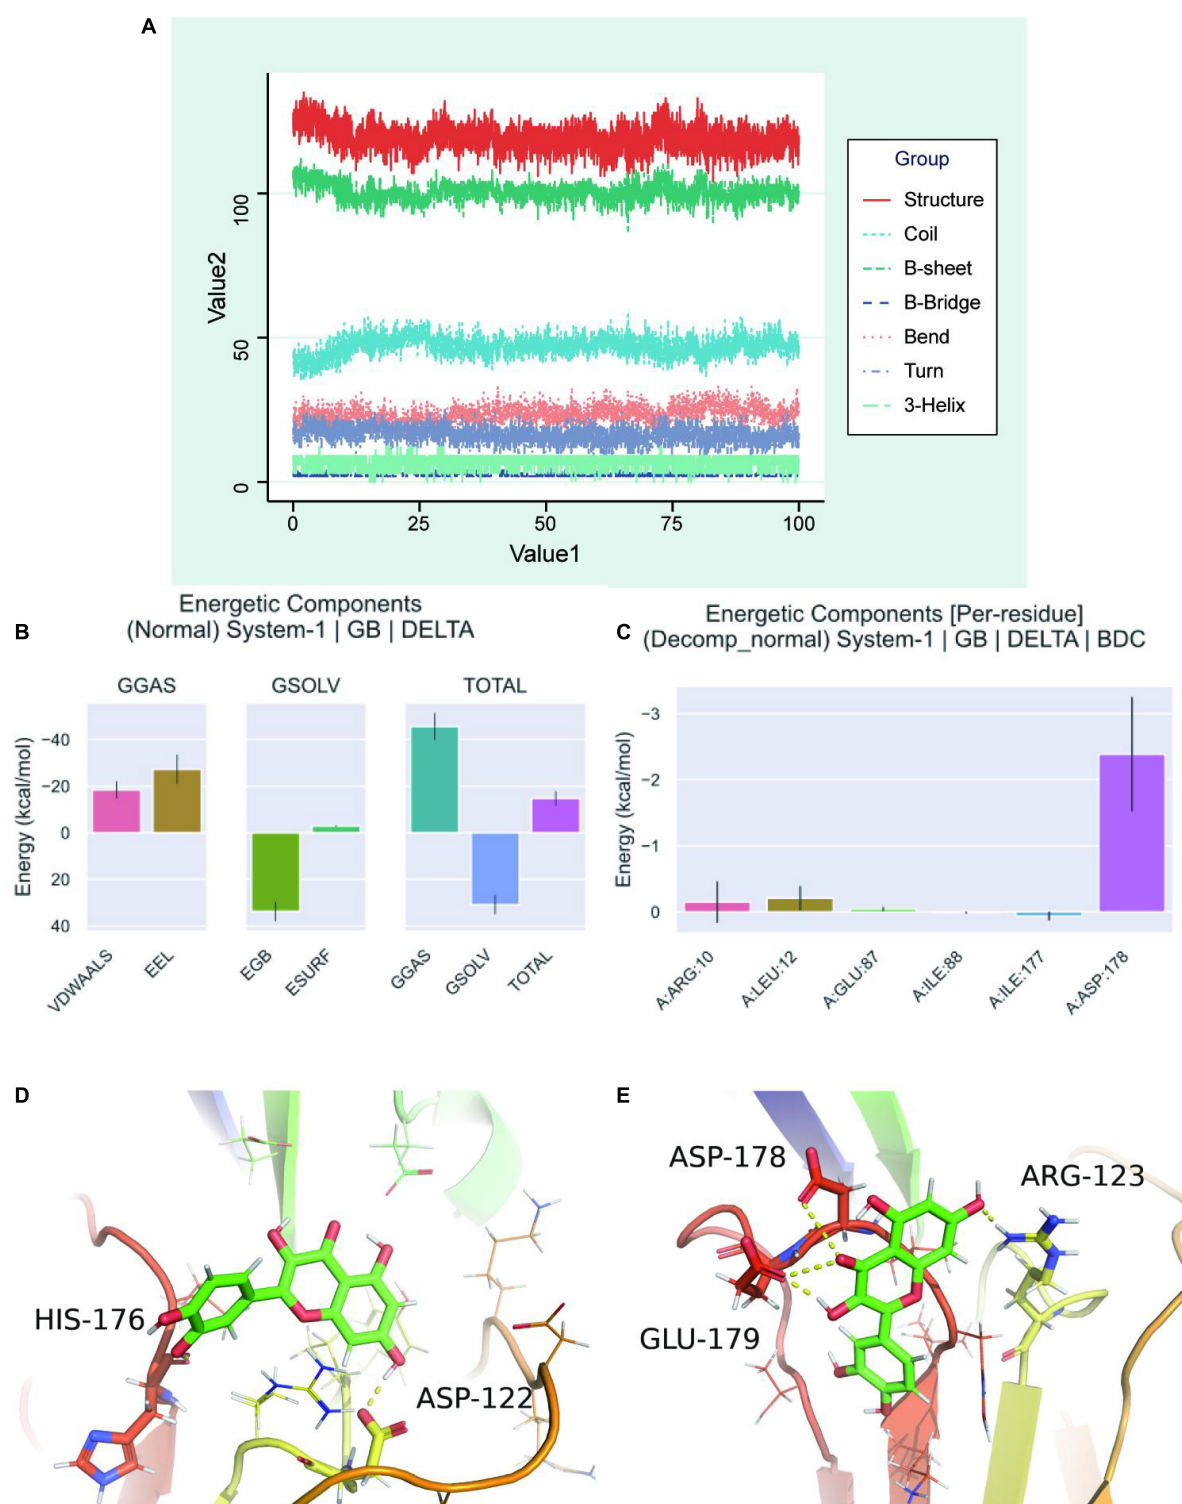 A
Value2
100
50
0
0
25
50
75
100
Value1
Group
Structure
Coil
B-sheet
B-Bridge
Bend
Turn
3-Helix
B
Energetic Components
(Normal) System-1 | GB | DELTA
GGAS
GSOLV
TOTAL
Energy (kcal/mol)
−40
−20
0
20
40
VDWAALS
EEL
EGB
ESURF
GGAS
GSOLV
TOTAL
C
Energetic Components [Per-residue]
(Decomp_normal) System-1 | GB | DELTA | BDC
Energy (kcal/mol)
−3
−2
−1
0
A:ARG:10
A:LEU:12
A:GLU:87
A:ILE:88
A:ILE:177
A:ASP:178
D
HIS-176
ASP-122
E
ASP-178
ARG-123
GLU-179